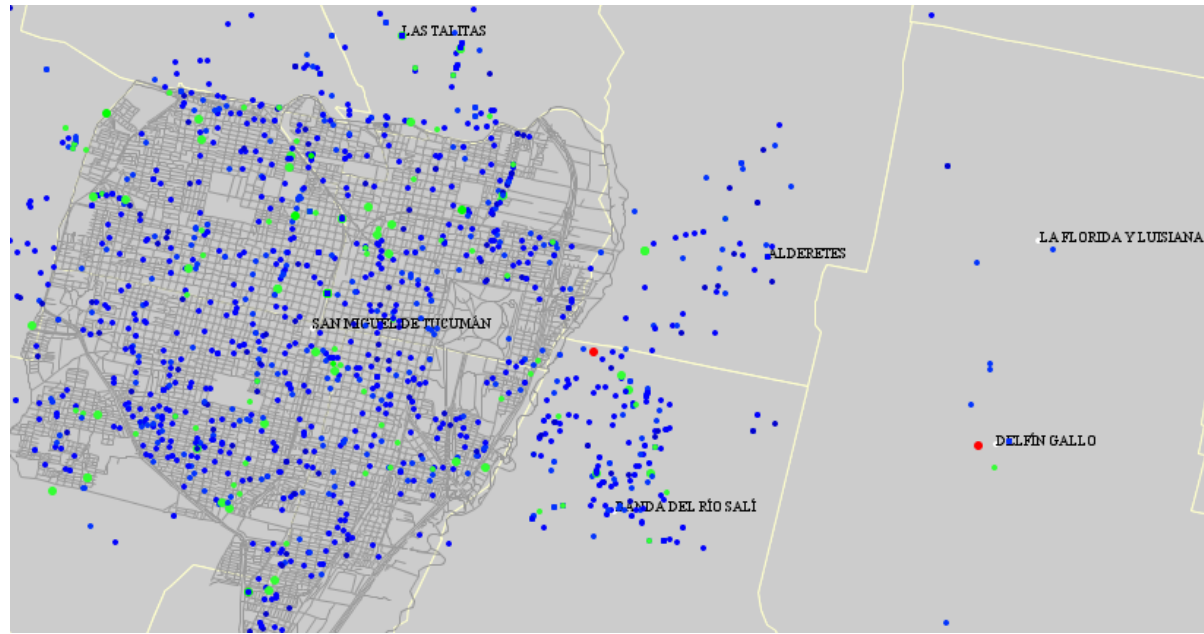 LAS TALITAS
LA FLORIDA Y LUISIANA
ALDERETES
SAN MIGUEL DE TUCUMÁN
DELFÍN GALLO
BANDA DEL RÍO SALÍ